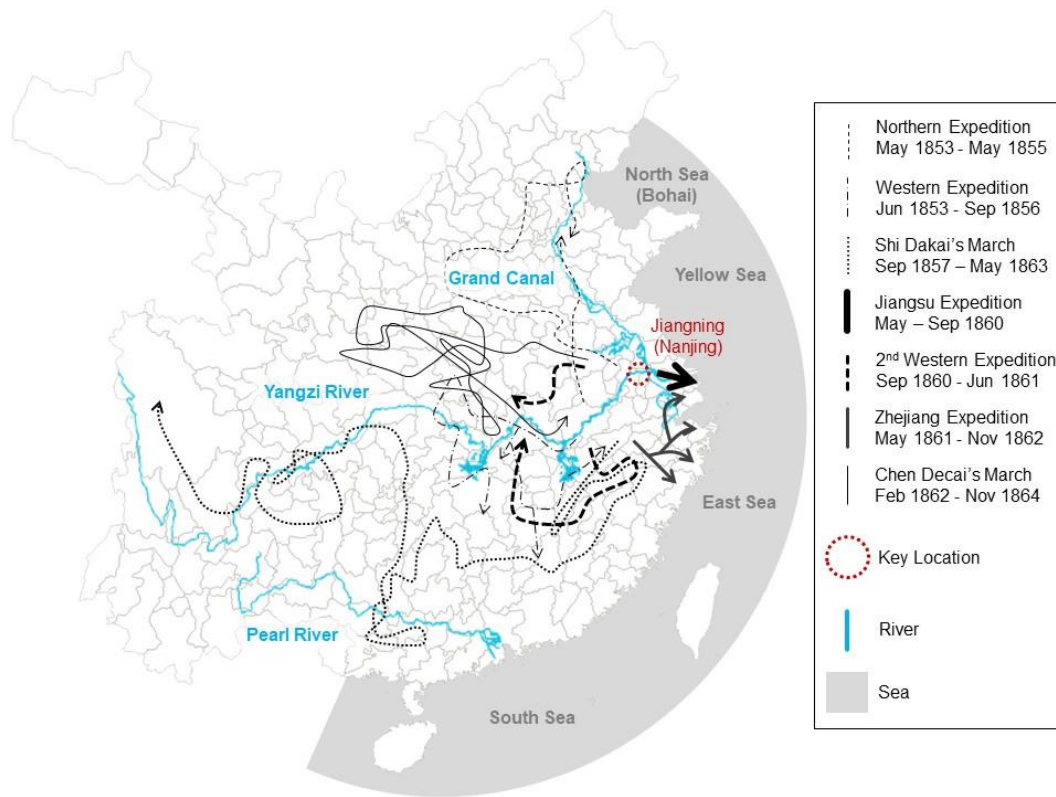 North Sea
(Bohai)
Grand Canal
Yellow Sea
Jiangning
(Nanjing)
Yangzi River
East Sea
Pearl River
South Sea
Northern Expedition
May 1853 - May 1855
Western Expedition
Jun 1853 - Sep 1856
Shi Dakai's March
Sep 1857 – May 1863
Jiangsu Expedition
May – Sep 1860
2nd Western Expedition
Sep 1860 - Jun 1861
Zhejiang Expedition
May 1861 - Nov 1862
Chen Decai's March
Feb 1862 - Nov 1864
Key Location
River
Sea